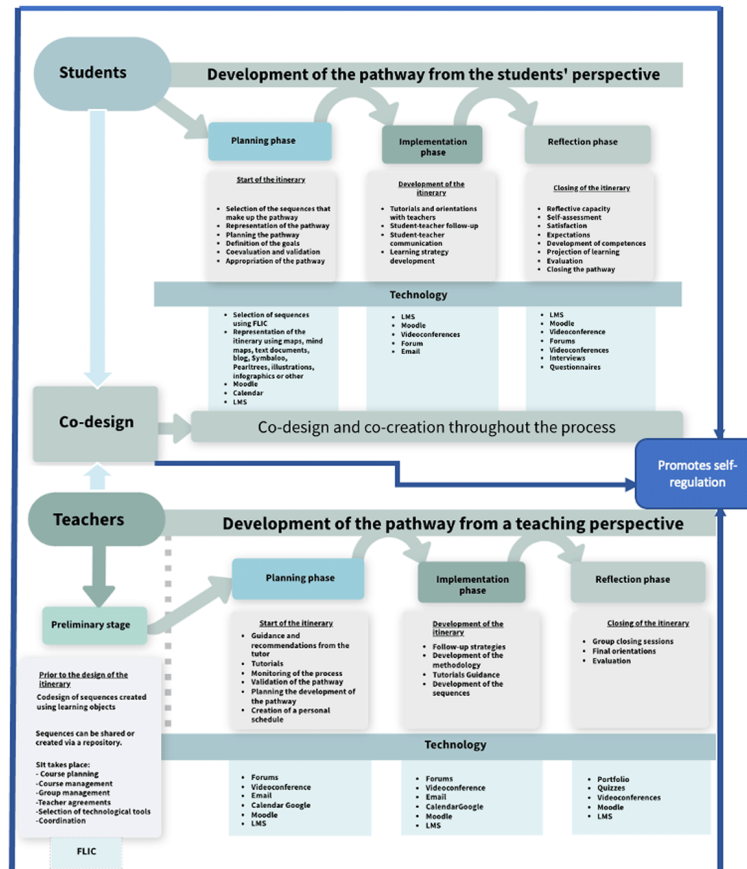 Students
Development of the pathway from the students' perspective
Planning phase
Implementation
phase
Reflection phase
Start of the itinerary
• Selection of the sequences that
make up the pathway
• Representation of the pathway
• Planning the pathway
• Definition of the goals
• Coevaluation and validation
• Appropriation of the pathway
Development of the
itinerary
• Tutorials and orientations
with teachers
• Student-teacher follow-up
• Student-teacher
communication
• Learning strategy
development
Closing of the itinerary
• Reflective capacity
• Self-assessment
• Satisfaction
• Expectations
• Development of competences
• Projection of learning
• Evaluation
• Closing the pathway
Technology
• Selection of sequences
using FLIC
• Representation of the
itinerary using maps, mind
maps, text documents,
blog, Symbaloo,
Pearltrees, illustrations,
infographics or other
• Moodle
• Calendar
• LMS
• LMS
• Moodle
• Videoconferences
• Forum
• Email
• LMS
• Moodle
• Videoconference
• Forums
• Videoconferences
• Interviews
• Questionnaires
Co-design
Co-design and co-creation throughout the process
Promotes self-
regulation
Teachers
Development of the pathway from a teaching perspective
Preliminary stage
Planning phase
Implementation
phase
Reflection phase
Prior to the design of the
itinerary
Codesign of sequences created
using learning objects
Sequences can be shared or
created via a repository.
SIt takes place:
- Course planning
- Course management
- Group management
-Teacher agreements
-Selection of technological tools
-Coordination
FLIC
Start of the itinerary
• Guidance and
recommendations from the
tutor
• Tutorials
• Monitoring of the process
• Validation of the pathway
• Planning the development of
the pathway
• Creation of a personal
schedule
Development of the
itinerary
• Follow-up strategies
• Development of the
methodology
• Tutorials Guidance
• Development of the
sequences
Closing of the itinerary
• Group closing sessions
• Final orientations
• Evaluation
Technology
• Forums
• Videoconference
• Email
• Calendar Google
• Moodle
• LMS
• Forums
• Videoconference
• Email
• CalendarGoogle
• Moodle
• LMS
• Portfolio
• Quizzes
• Videoconferences
• Moodle
• LMS